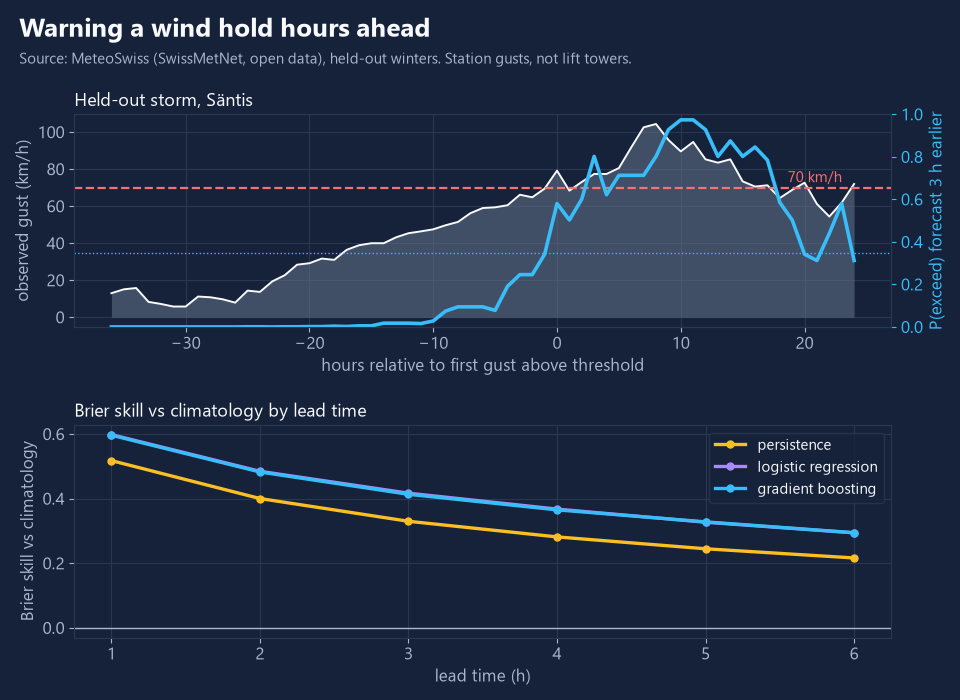 Warning a wind hold hours ahead
Source: MeteoSwiss (SwissMetNet, open data), held-out winters. Station gusts, not lift towers.
Held-out storm, Säntis
observed gust (km/h)
100
80
60
40
20
0
70 km/h
1.0
0.8
0.6
0.4
0.2
0.0
P(exceed) forecast 3 h earlier
−30 −20 −10 0 10 20
hours relative to first gust above threshold
Brier skill vs climatology by lead time
Brier skill vs climatology
0.6
0.4
0.2
0.0
persistence
logistic regression
gradient boosting
1 2 3 4 5 6
lead time (h)